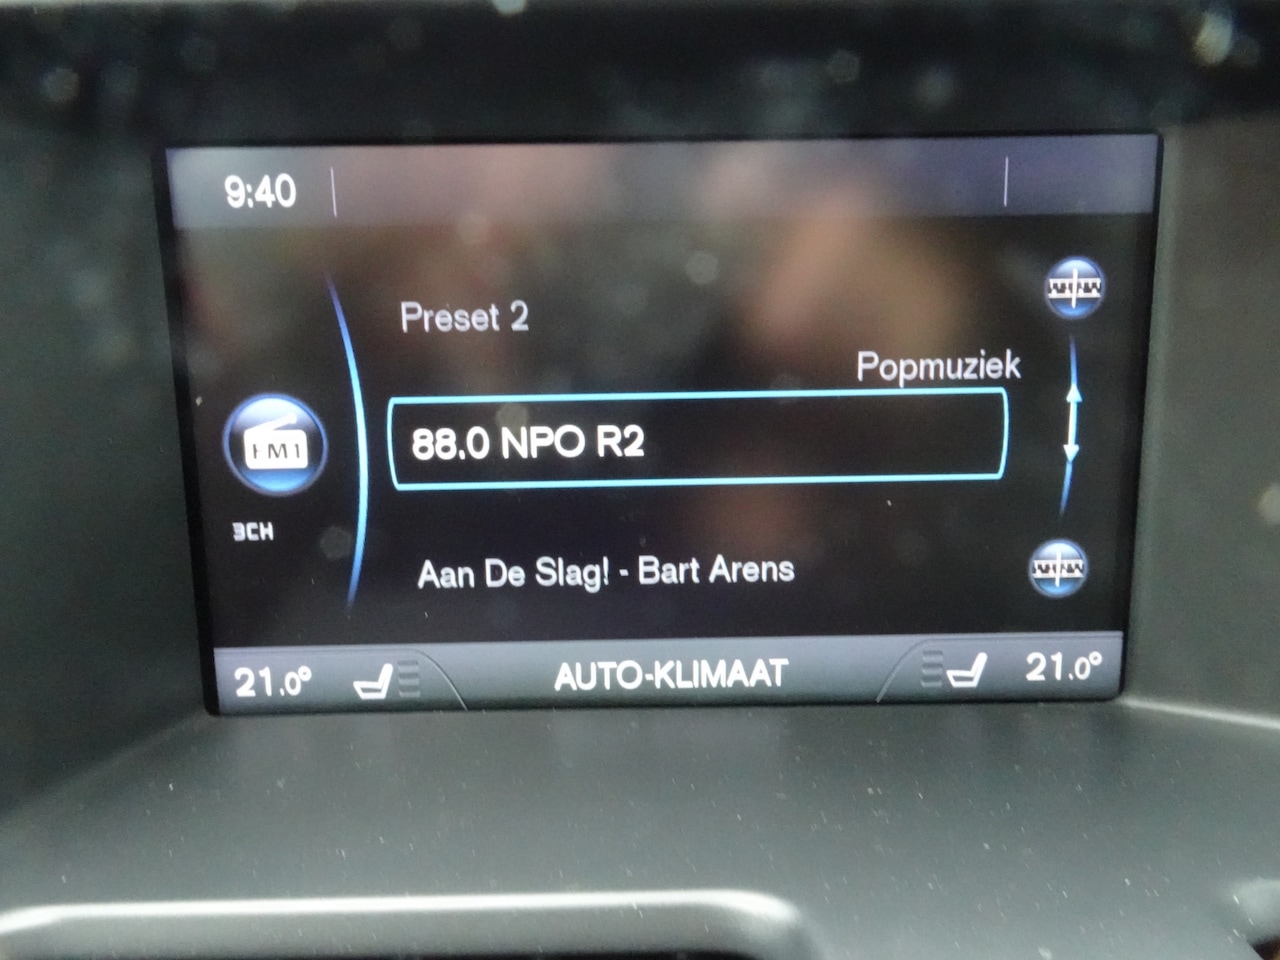 9:40
Preset 2
Popmuziek
FM1
88.0 NPO R2
3CH
Aan De Slag! - Bart Arens
21.0° AUTO-KLIMAAT 21.0°